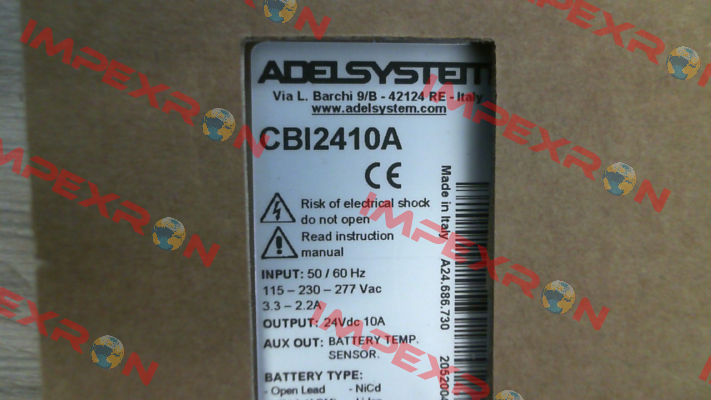 ADELSYSTEM
Via L. Barchi 9/B - 42124 RE - Italy
www.adelsystem.com
CBI2410A
CE
Risk of electrical shock
do not open
Read instruction
manual
INPUT: 50 / 60 Hz
115 – 230 – 277 Vac
3.3 – 2.2A
OUTPUT: 24Vdc 10A
AUX OUT: BATTERY TEMP.
SENSOR.
BATTERY TYPE:
- Open Lead - NiCd
Made in Italy A24.686.730
IMPEXRON
IMPEXRON
IMPEXRON
IMPEXRON
IMPEXRON
IMPEXRON
IMPEXRON